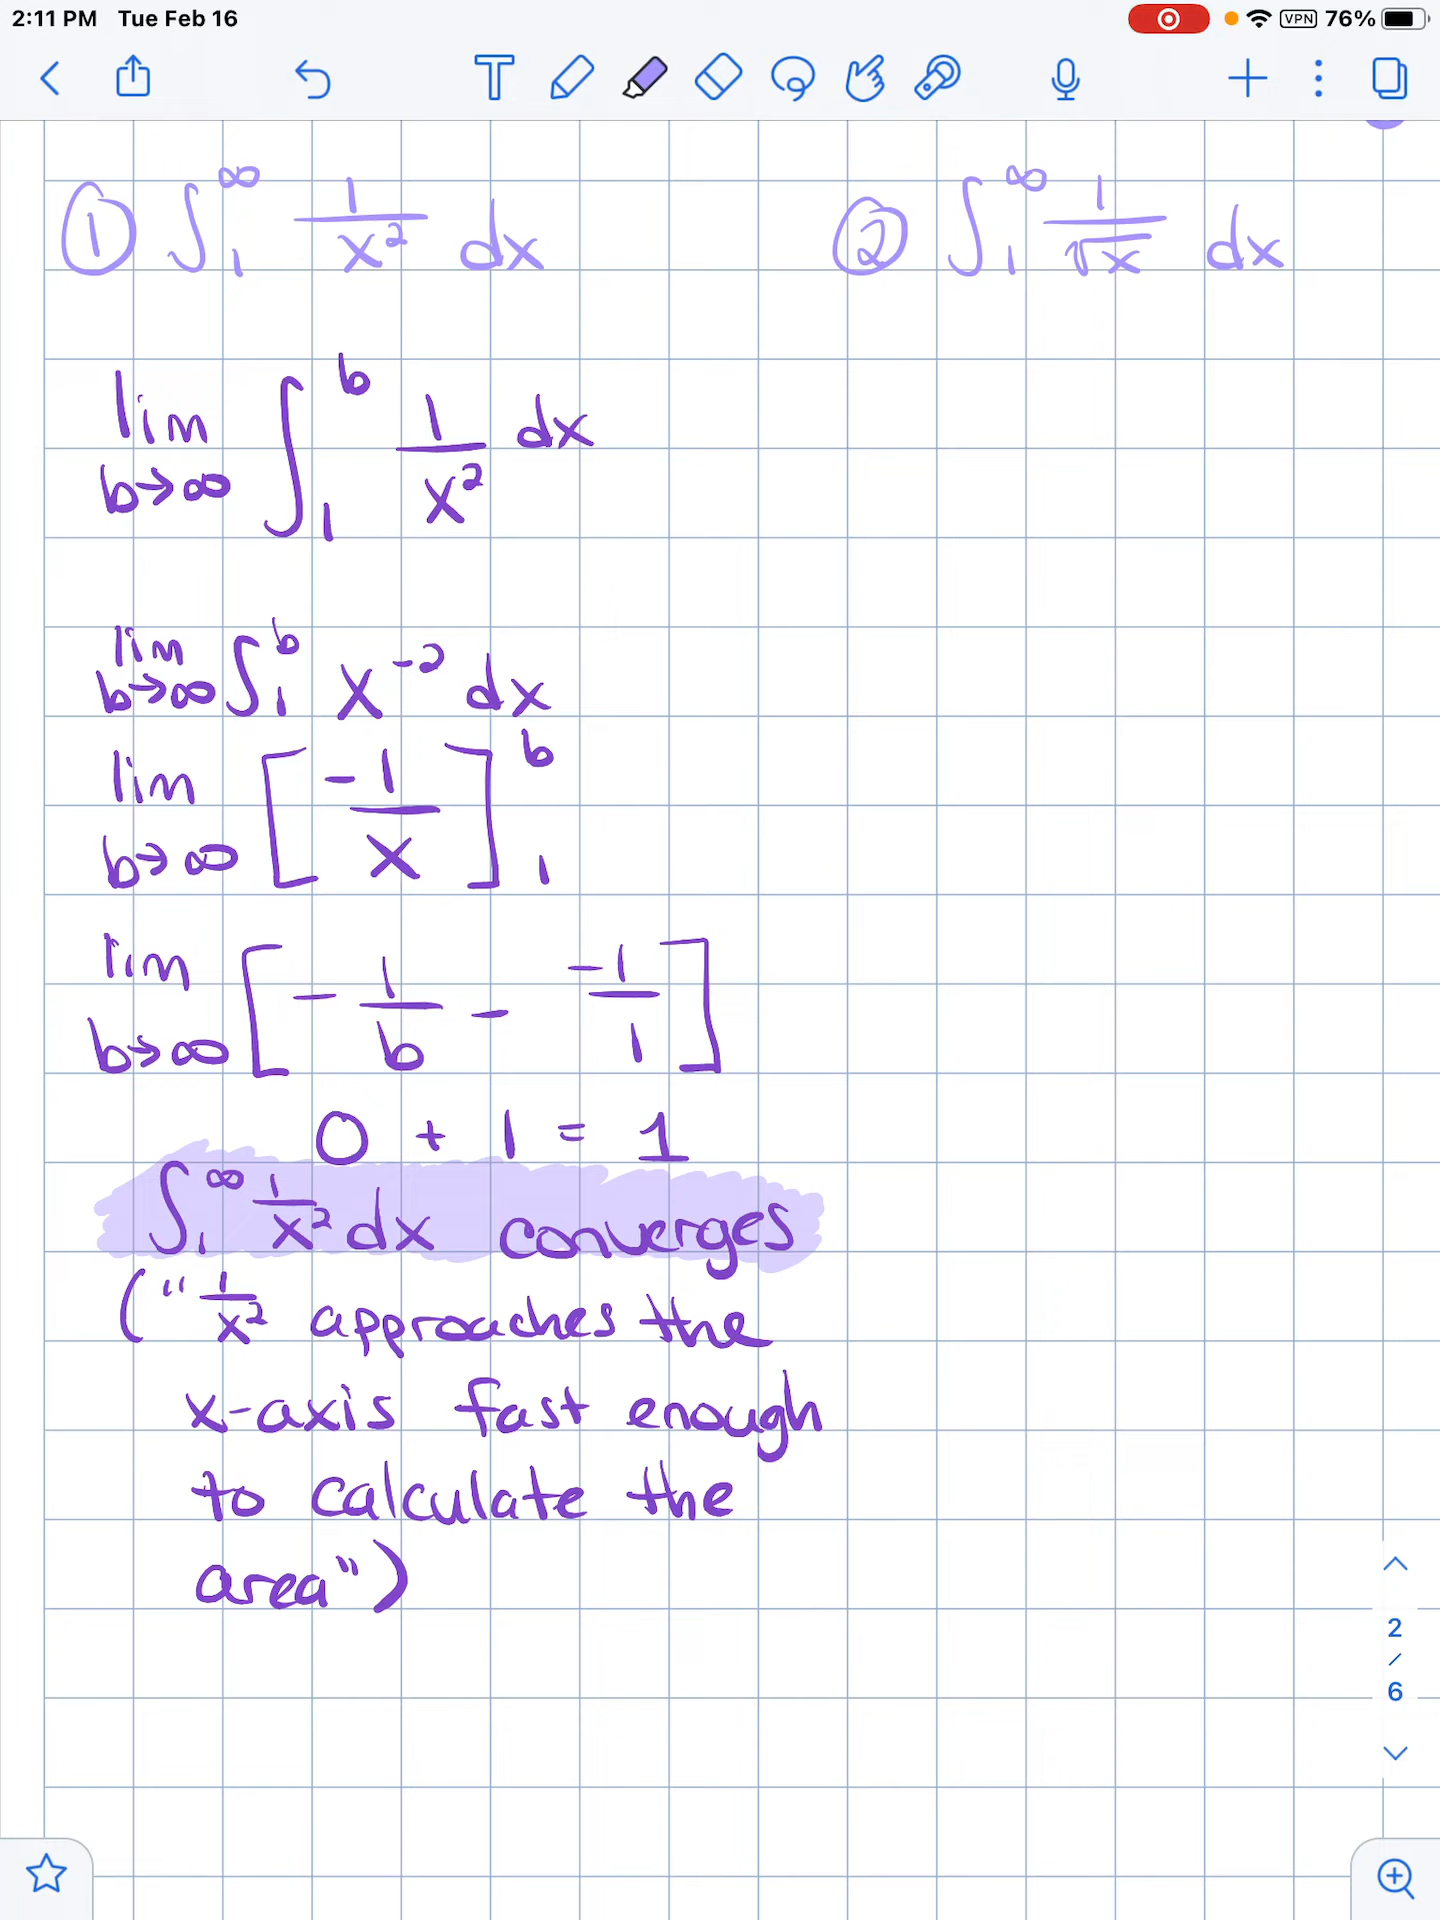 2:11 PM Tue Feb 16
VPN 76%
T
① ∫₁^∞ 1/x² dx
② ∫₁^∞ 1/√x dx
lim b→∞ ∫₁^b 1/x² dx
lim b→∞ ∫₁^b x⁻² dx
lim b→∞ [-1/x]₁^b
lim b→∞ [- 1/b - -1/1]
0 + 1 = 1
∫₁^∞ 1/x² dx converges
("1/x² approaches the
x-axis fast enough
to calculate the
area")
2
/
6